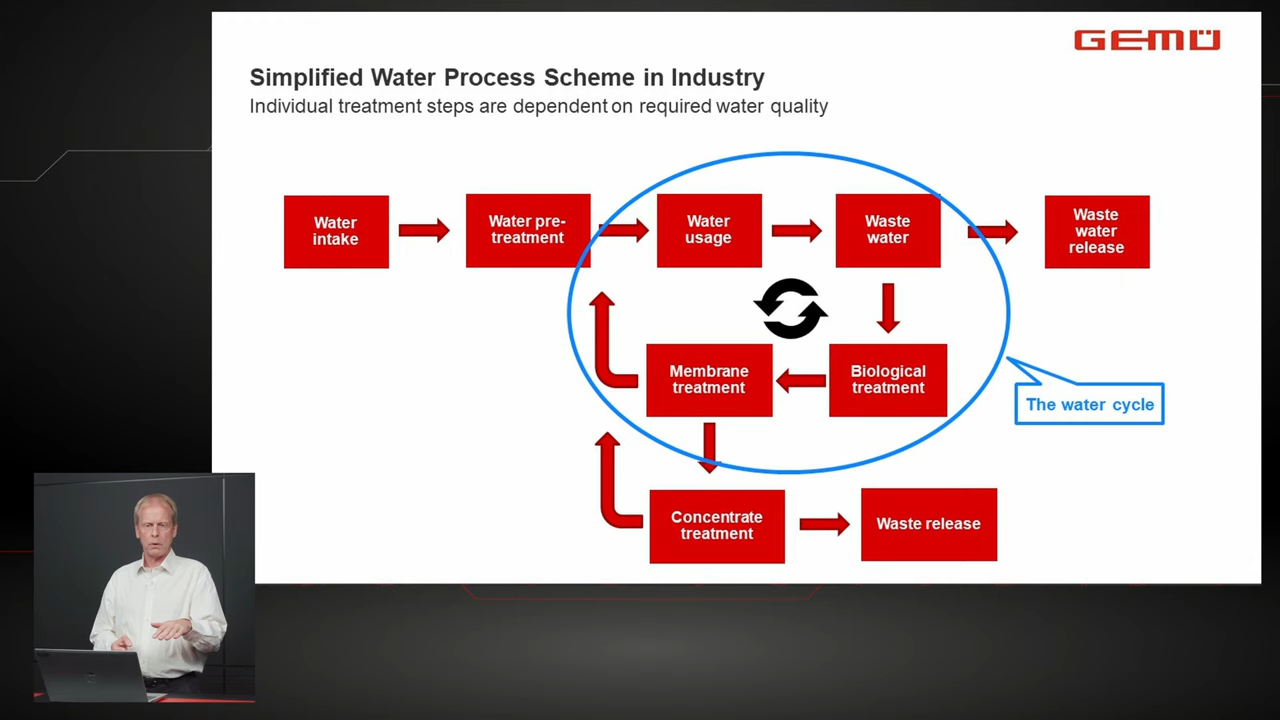 GEMÜ
Simplified Water Process Scheme in Industry
Individual treatment steps are dependent on required water quality
Water
intake
Water pre-
treatment
Water
usage
Waste
water
Waste
water
release
Membrane
treatment
Biological
treatment
The water cycle
Concentrate
treatment
Waste release